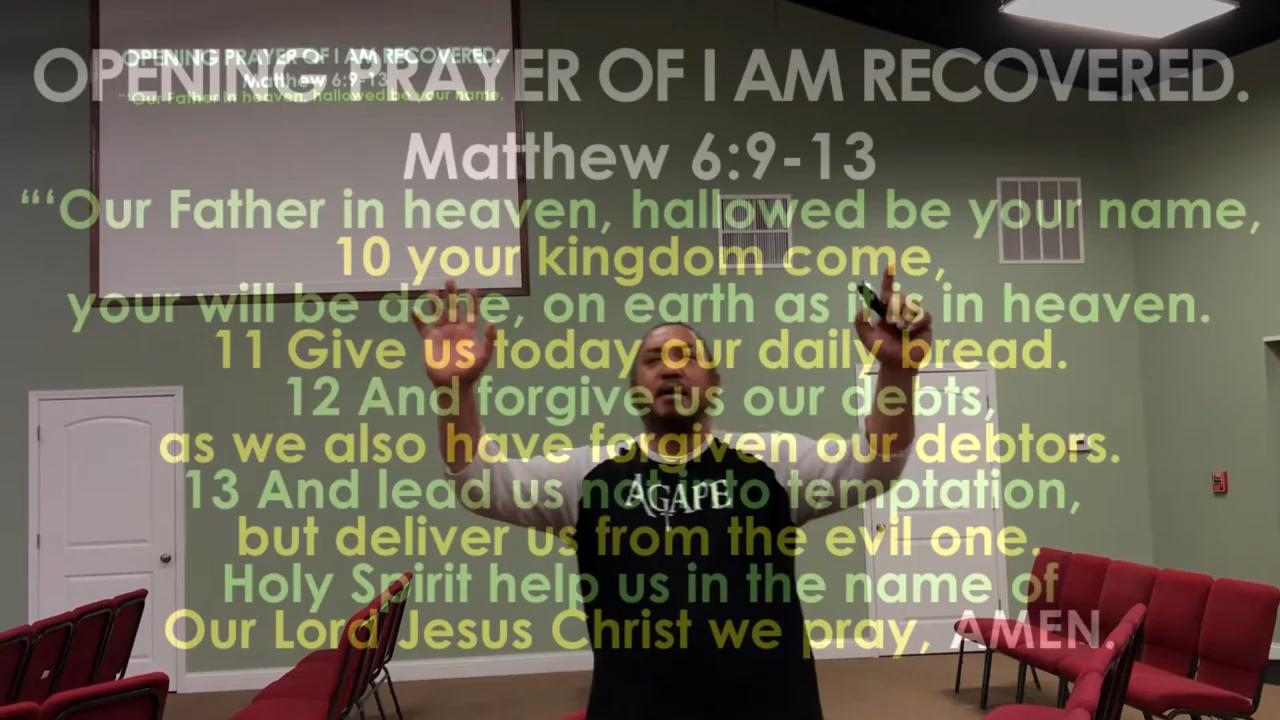 OPENING PRAYER OF I AM RECOVERED.
Matthew 6:9-13
“‘Our Father in heaven, hallowed be your name,
10 your kingdom come,
your will be done, on earth as it is in heaven.
11 Give us today our daily bread.
12 And forgive us our debts,
as we also have forgiven our debtors.
13 And lead us not into temptation,
but deliver us from the evil one.
Holy Spirit help us in the name of
Our Lord Jesus Christ we pray, AMEN.
OPENING PRAYER OF I AM RECOVERED.
Matthew 6:9-13
“‘Our Father in heaven, hallowed be your name,
AGAPE